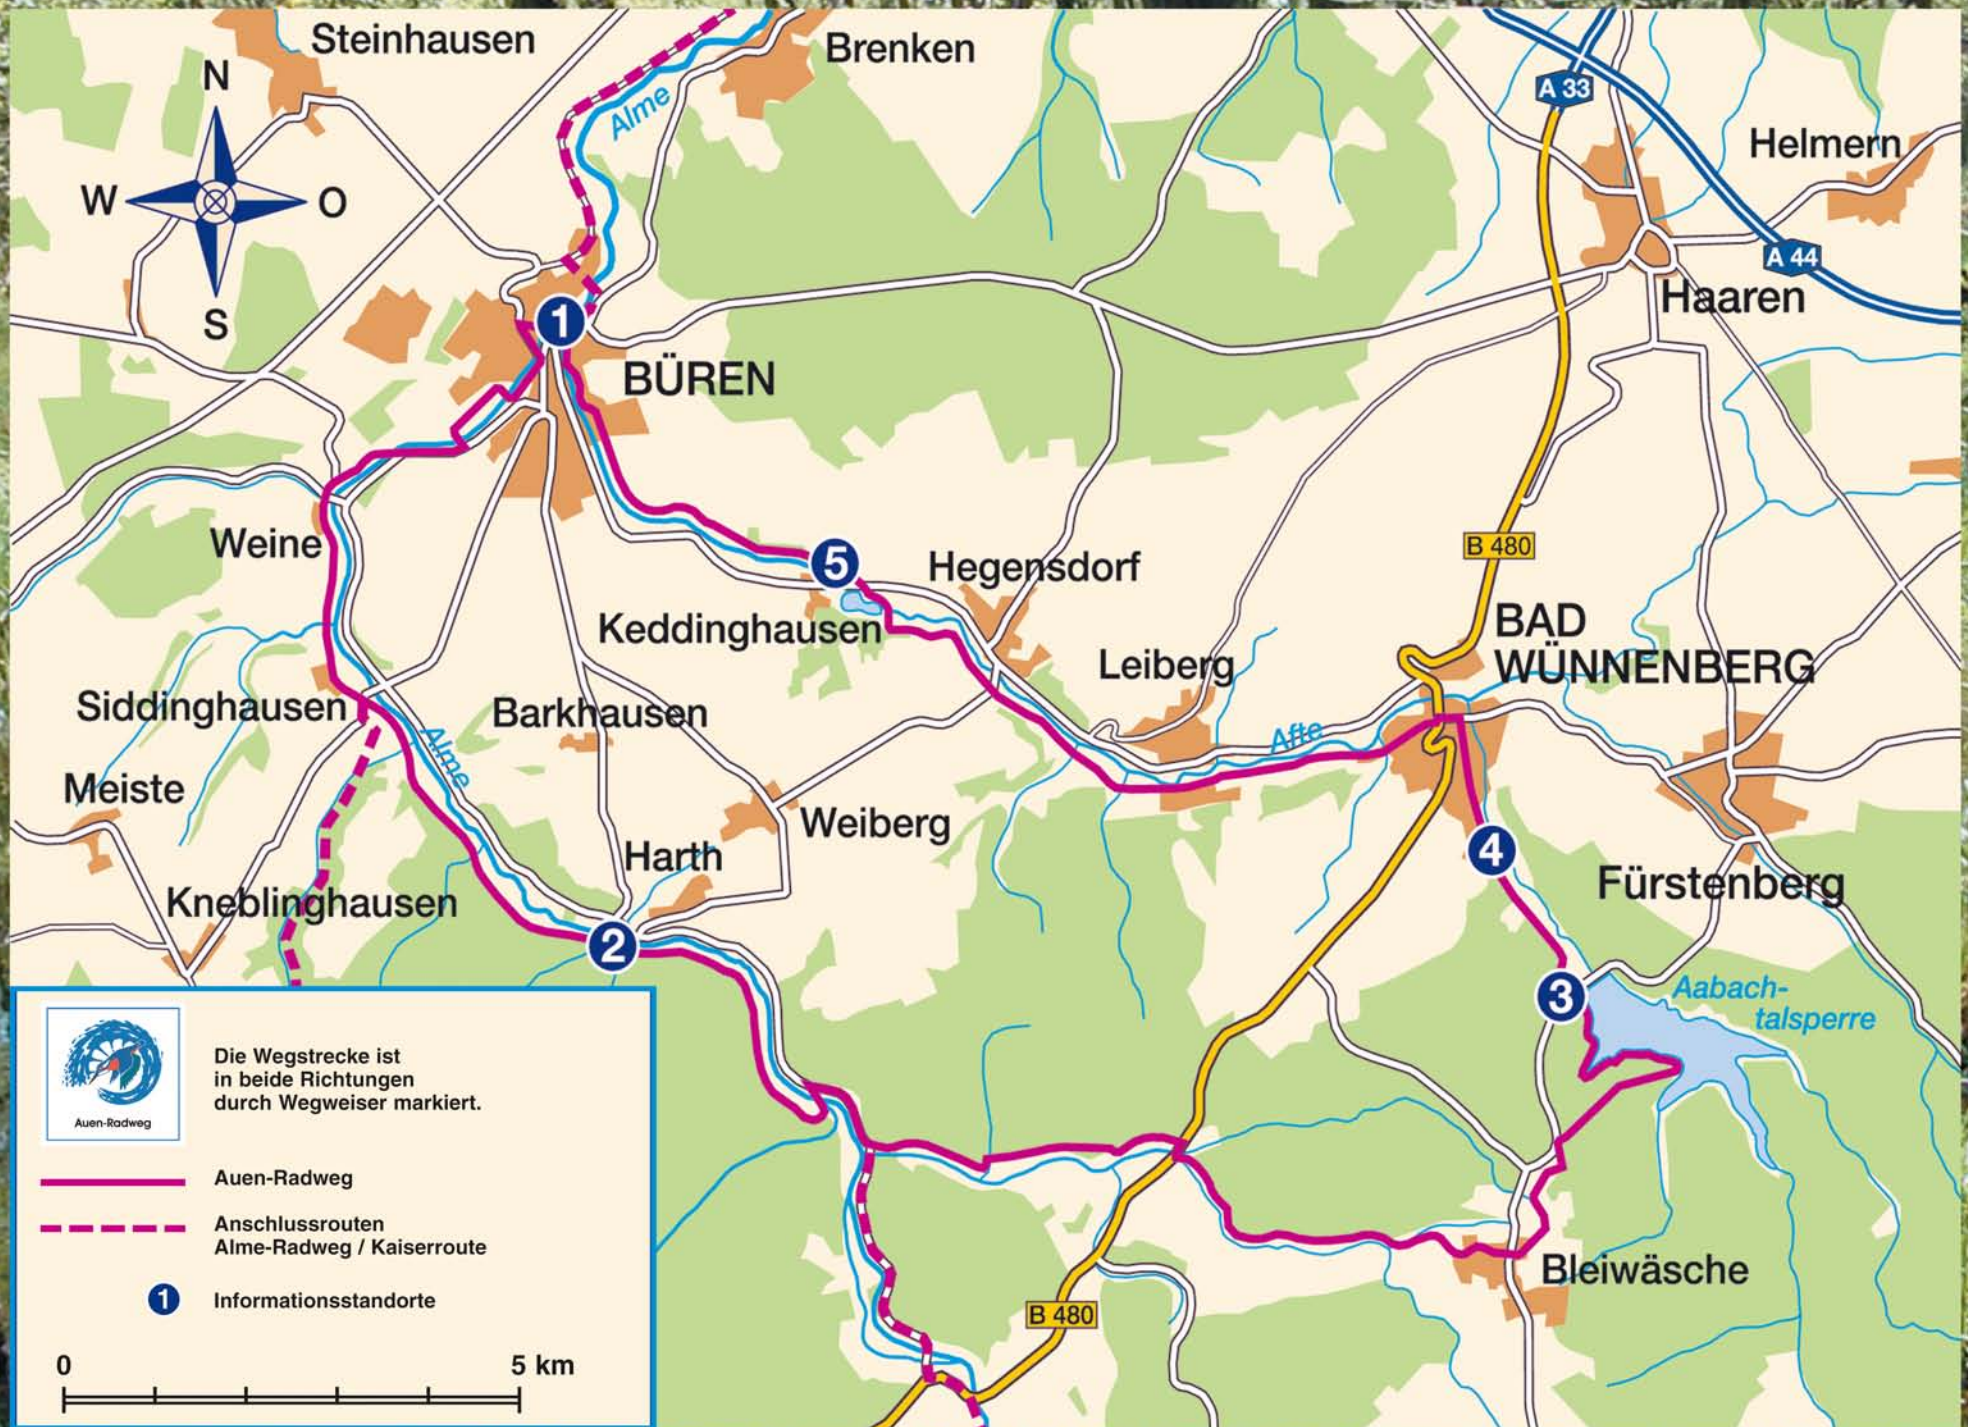 Steinhausen
Brenken
N
W
O
S
Alme
A 33
Helmern
A 44
Haaren
1
BÜREN
Weine
5
Hegensdorf
B 480
Keddinghausen
BAD
WÜNNENBERG
Leiberg
Siddinghausen
Barkhausen
Alme
Afte
Meiste
Weiberg
Harth
4
Fürstenberg
Kneblinghausen
2
3
Aabach-
talsperre
Bleiwäsche
B 480
Auen-Radweg
Die Wegstrecke ist
in beide Richtungen
durch Wegweiser markiert.
Auen-Radweg
Anschlussrouten
Alme-Radweg / Kaiserroute
1
Informationsstandorte
0
5 km